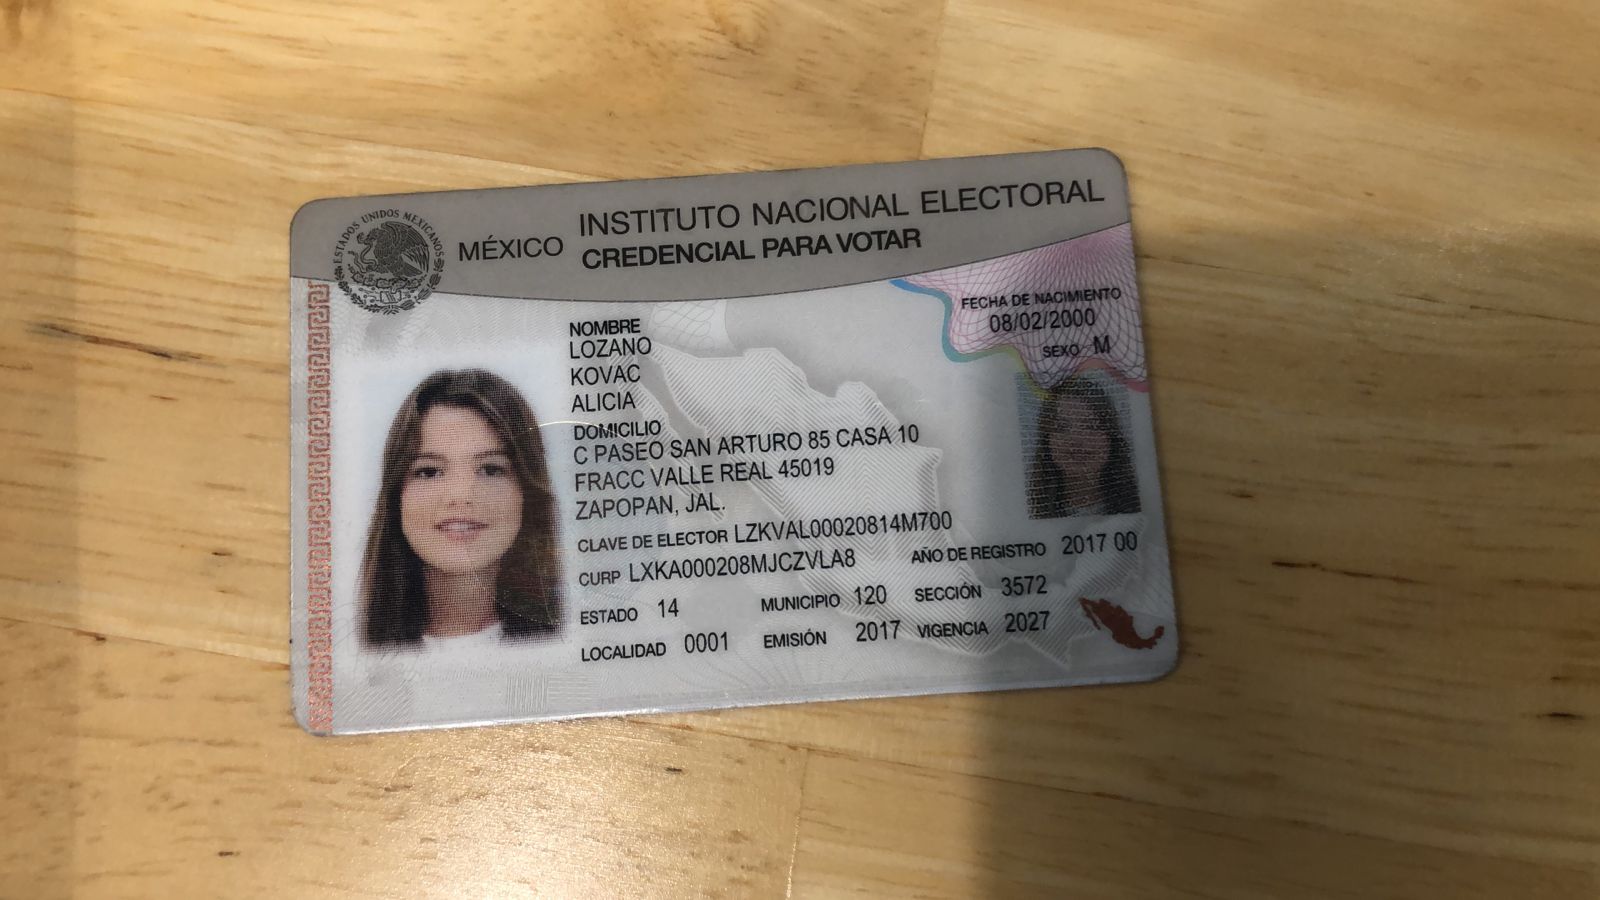 ESTADOS UNIDOS MEXICANOS
MÉXICO
INSTITUTO NACIONAL ELECTORAL
CREDENCIAL PARA VOTAR
FECHA DE NACIMIENTO
08/02/2000
SEXO M
NOMBRE
LOZANO
KOVAC
ALICIA
DOMICILIO
C PASEO SAN ARTURO 85 CASA 10
FRACC VALLE REAL 45019
ZAPOPAN, JAL.
CLAVE DE ELECTOR LZKVAL00020814M700
CURP LXKA000208MJCZVLA8 AÑO DE REGISTRO 2017 00
ESTADO 14 MUNICIPIO 120 SECCIÓN 3572
LOCALIDAD 0001 EMISIÓN 2017 VIGENCIA 2027